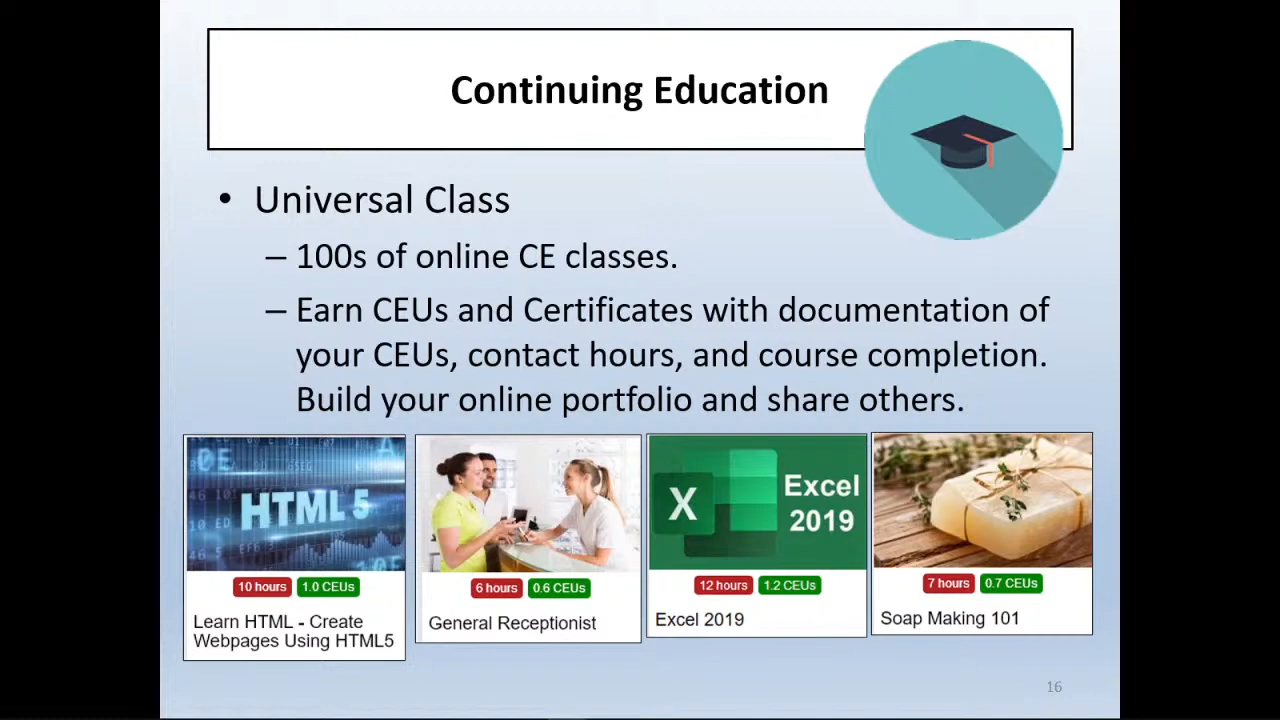 Continuing Education
• Universal Class
– 100s of online CE classes.
– Earn CEUs and Certificates with documentation of
your CEUs, contact hours, and course completion.
Build your online portfolio and share others.
HTML 5
10 hours 1.0 CEUs
Learn HTML - Create
Webpages Using HTML5
6 hours 0.6 CEUs
General Receptionist
X
Excel
2019
12 hours 1.2 CEUs
Excel 2019
7 hours 0.7 CEUs
Soap Making 101
16